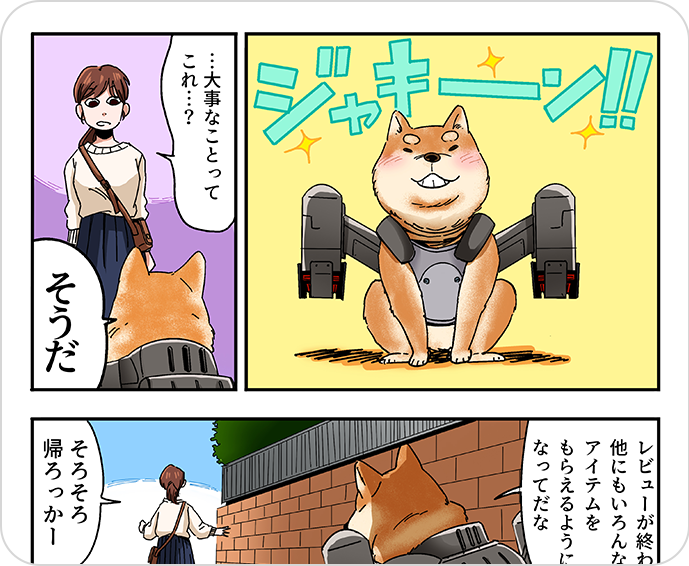 ジャキーン!!
…大事なことって
これ…?
そうだ
レビューが終わ
他にもいろんな
アイテムを
もらえるように
なってだな
そろそろ
帰ろっかー